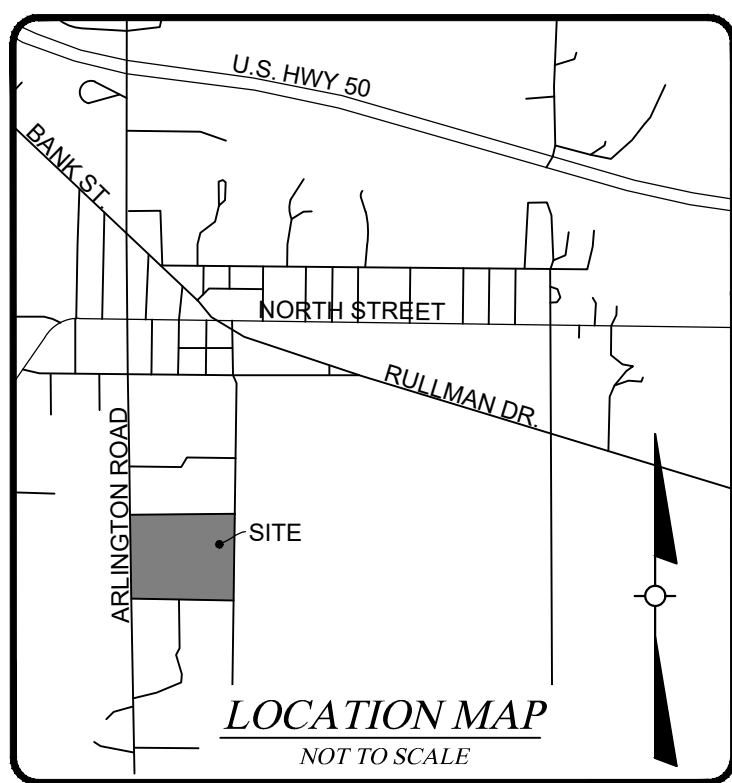 U.S. HWY 50
BANK ST.
NORTH STREET
RULLMAN DR.
ARLINGTON ROAD
SITE
LOCATION MAP
NOT TO SCALE